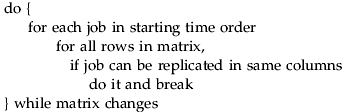 do {
for each job in starting time order
for all rows in matrix,
if job can be replicated in same columns
do it and break
} while matrix changes